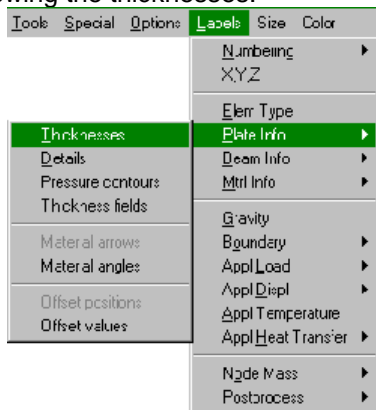 owing the thicknesses.
Tools Special Options Labels Size Color
Numbering
X,Y,Z
Elem Type
Plate Info
Beam Info
Mtrl Info
Gravity
Boundary
Appl Load
Appl Displ
Appl Temperature
Appl Heat Transfer
Node Mass
Postprocess
Thicknesses
Details
Pressure contours
Thickness fields
Material arrows
Material angles
Offset positions
Offset values